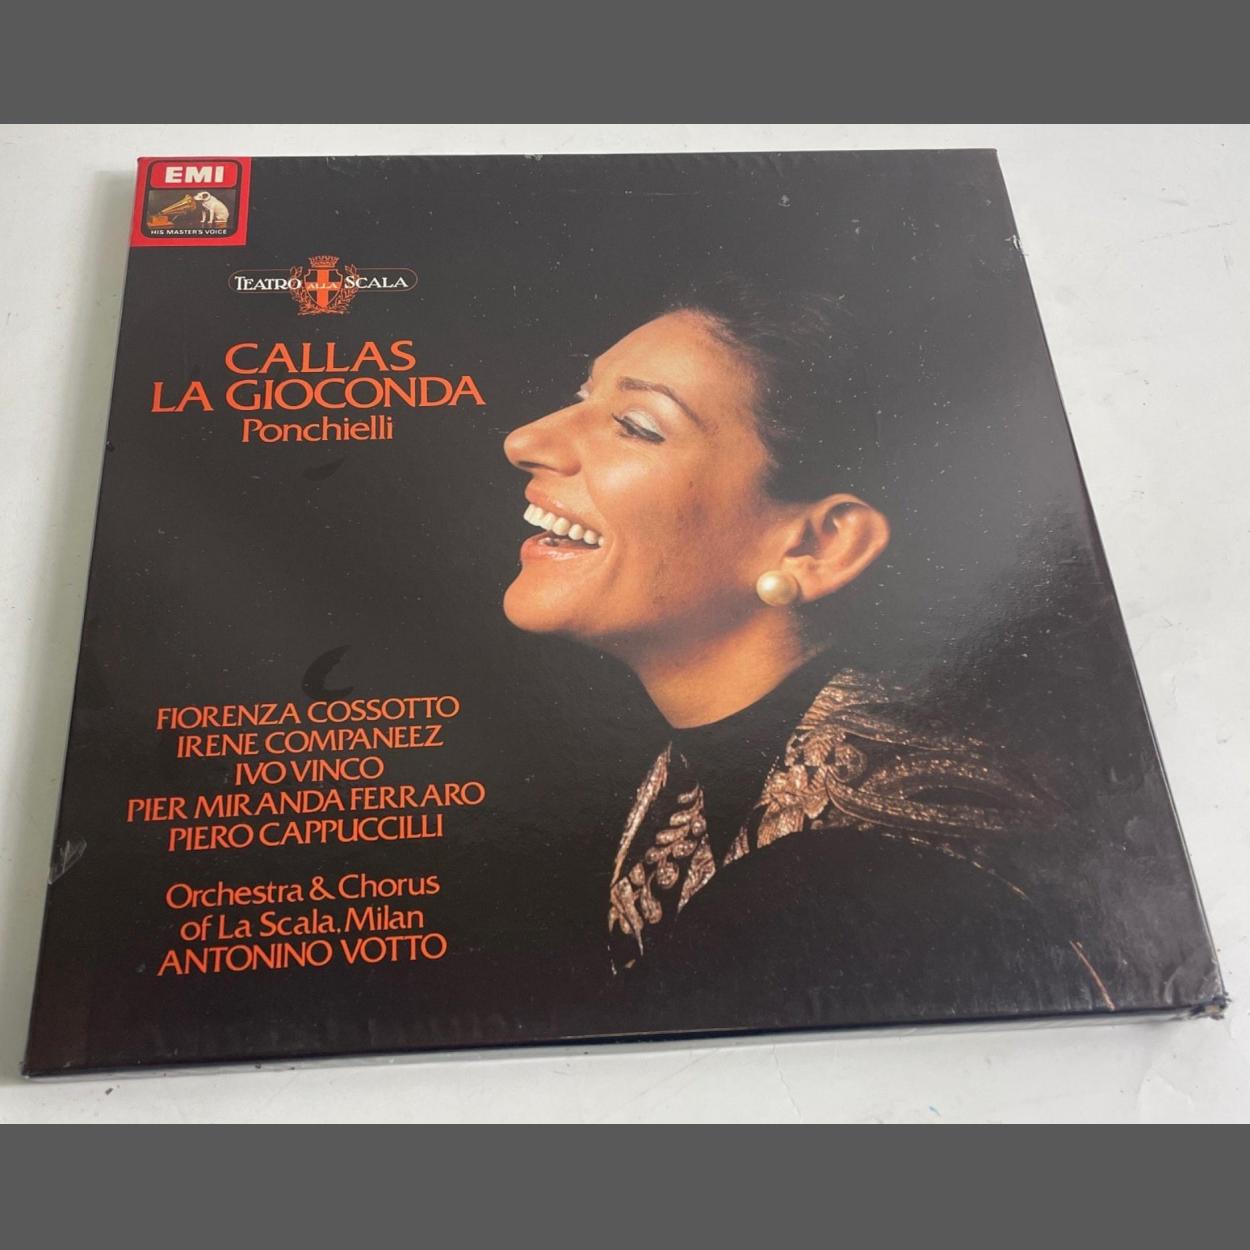 EMI
HIS MASTER'S VOICE
TEATRO ALLA SCALA
CALLAS
LA GIOCONDA
Ponchielli
FIORENZA COSSOTTO
IRENE COMPANEEZ
IVO VINCO
PIER MIRANDA FERRARO
PIERO CAPPUCCILLI
Orchestra & Chorus
of La Scala, Milan
ANTONINO VOTTO